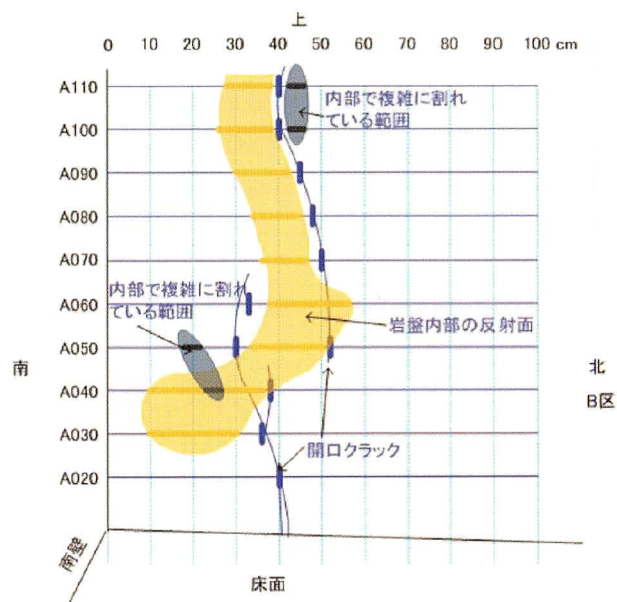 上
0 10 20 30 40 50 60 70 80 90 100 cm
A110
内部で複雑に割れ
ている範囲
A100
A090
A080
A070
内部で複雑に割れ
ている範囲
A060
岩盤内部の反射面
A050
南
北
A040
B区
A030
開口クラック
A020
南壁
床面